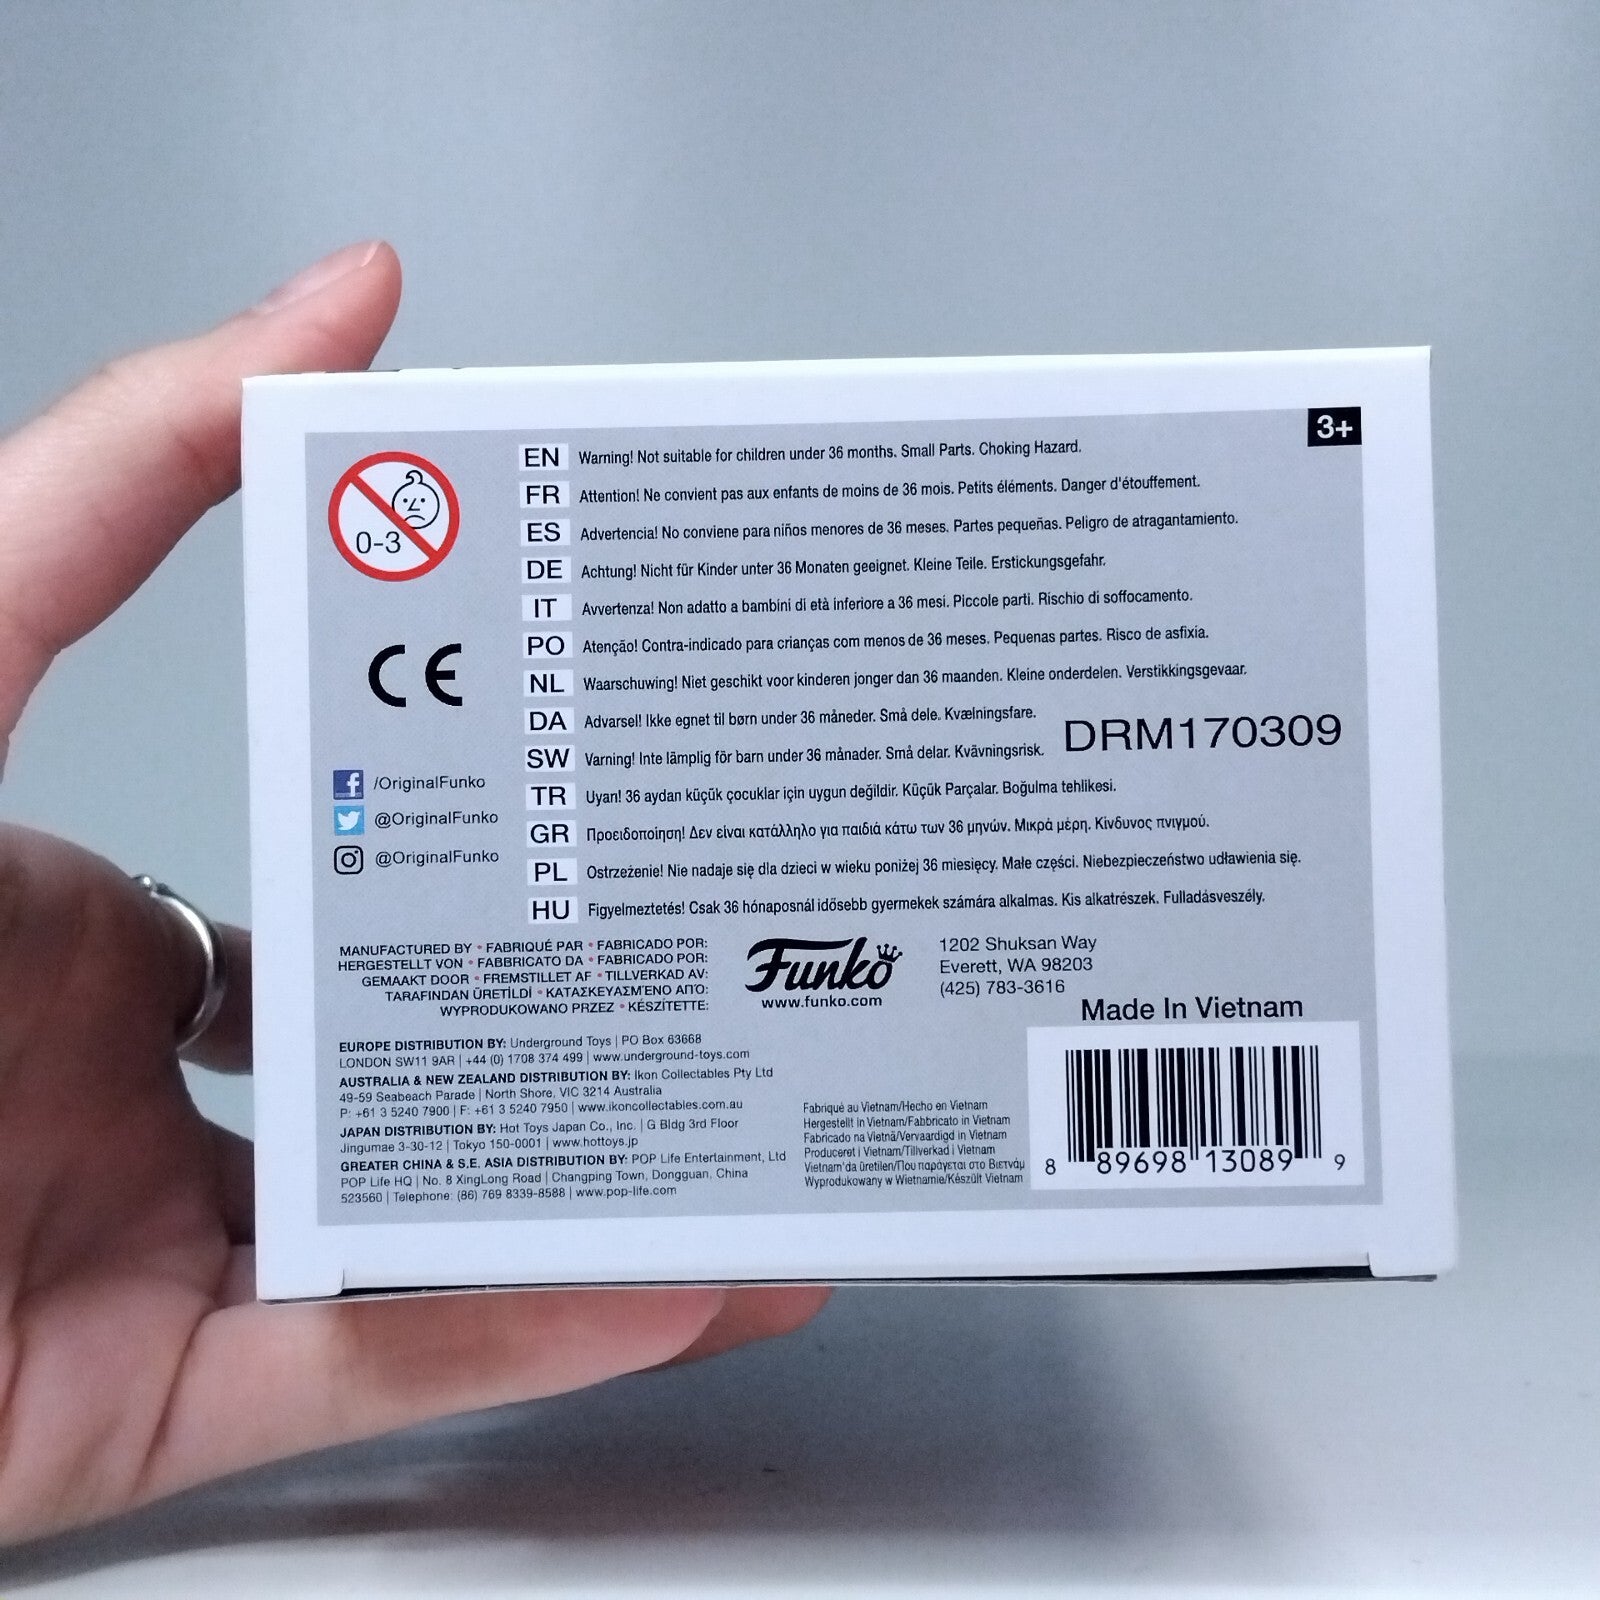 3+
0-3
EN Warning! Not suitable for children under 36 months. Small Parts. Choking Hazard.
FR Attention! Ne convient pas aux enfants de moins de 36 mois. Petits éléments. Danger d'étouffement.
ES Advertencia! No conviene para niños menores de 36 meses. Partes pequeñas. Peligro de atragantamiento.
DE Achtung! Nicht für Kinder unter 36 Monaten geeignet. Kleine Teile. Erstickungsgefahr.
IT Avvertenza! Non adatto a bambini di età inferiore a 36 mesi. Piccole parti. Rischio di soffocamento.
PO Atenção! Contra-indicado para crianças com menos de 36 meses. Pequenas partes. Risco de asfixia.
NL Waarschuwing! Niet geschikt voor kinderen jonger dan 36 maanden. Kleine onderdelen. Verstikkingsgevaar.
DA Advarsel! Ikke egnet til børn under 36 måneder. Små dele. Kvælningsfare.
SW Varning! Inte lämplig för barn under 36 månader. Små delar. Kvävningsrisk.
DRM170309
TR Uyan! 36 aydan küçük çocuklar için uygun değildir. Küçük Parçalar. Boğulma tehlikesi.
GR Προειδοποίηση! Δεν είναι κατάλληλο για παιδιά κάτω των 36 μηνών. Μικρά μέρη. Κίνδυνος πνιγμού.
PL Ostrzeżenie! Nie nadaje się dla dzieci w wieku poniżej 36 miesięcy. Małe części. Niebezpieczeństwo udławienia się.
HU Figyelmeztetés! Csak 36 hónaposnál idősebb gyermekek számára alkalmas. Kis alkatrészek. Fulladásveszély.
CE
/OriginalFunko
@OriginalFunko
@OriginalFunko
MANUFACTURED BY • FABRIQUÉ PAR • FABRICADO POR:
HERGESTELLT VON • FABBRICATO DA • FABRICADO POR:
GEMAAKT DOOR • FREMSTILLET AF • TILLVERKAD AV:
TARAFINDAN ÜRETİLDİ • ΚΑΤΑΣΚΕΥΑΣΜΈΝΟ ΑΠΌ:
WYPRODUKOWANO PRZEZ • KÉSZÍTETTE:
Funko
www.funko.com
1202 Shuksan Way
Everett, WA 98203
(425) 783-3616
Made In Vietnam
EUROPE DISTRIBUTION BY: Underground Toys | PO Box 63668
LONDON SW11 9AR | +44 (0) 1708 374 499 | www.underground-toys.com
AUSTRALIA & NEW ZEALAND DISTRIBUTION BY: Ikon Collectables Pty Ltd
49-59 Seabeach Parade | North Shore, VIC 3214 Australia
P: +61 3 5240 7900 | F: +61 3 5240 7950 | www.ikoncollectables.com.au
JAPAN DISTRIBUTION BY: Hot Toys Japan Co., Inc. | G Bldg 3rd Floor
Jingumae 3-30-12 | Tokyo 150-0001 | www.hottoys.jp
GREATER CHINA & S.E. ASIA DISTRIBUTION BY: POP Life Entertainment, Ltd
POP Life HQ | No. 8 XingLong Road | Changping Town, Dongguan, China
523560 | Telephone: (86) 769 8339-8588 | www.pop-life.com
Fabriqué au Vietnam/Hecho en Vietnam
Hergestellt in Vietnam/Fabbricato in Vietnam
Fabricado na Vietnã/Vervaardigd in Vietnam
Produceret i Vietnam/Tillverkad i Vietnam
Vietnam'da üretilen/Που παράγεται στο Βιετνάμ
Wyprodukowany w Wietnamie/Készült Vietnam
8 89698 13089 9